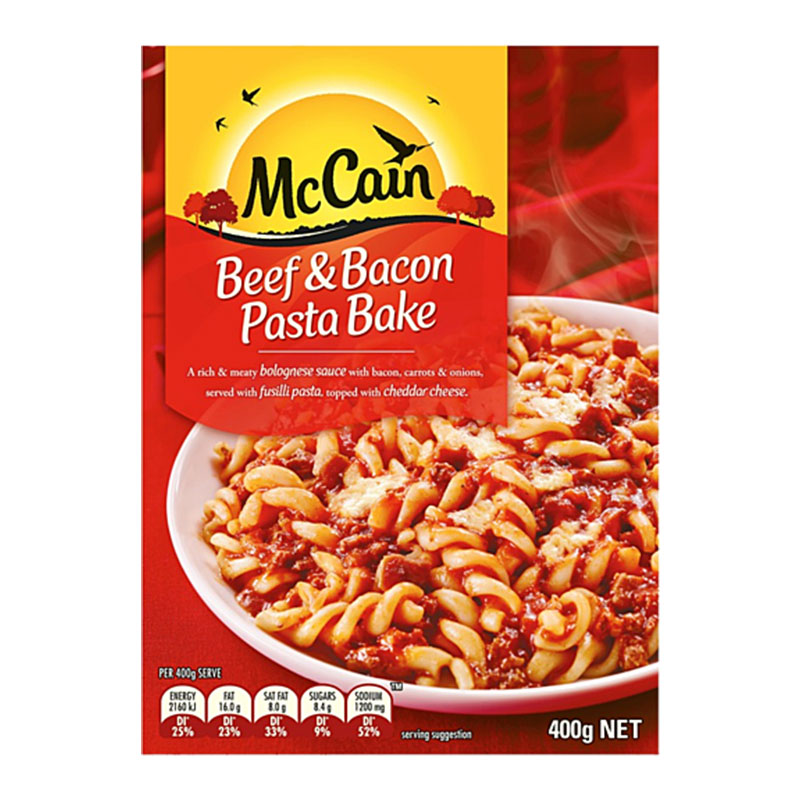 McCain
Beef & Bacon
Pasta Bake
A rich & meaty bolognese sauce with bacon, carrots & onions,
served with fusilli pasta, topped with cheddar cheese.
PER 400g SERVE
ENERGY FAT SAT FAT SUGARS SODIUM
2160 kJ 16.0 g 8.0 g 8.4 g 1200 mg
DI* DI* DI* DI* DI*
25% 23% 33% 9% 52%
TM
serving suggestion
400g NET